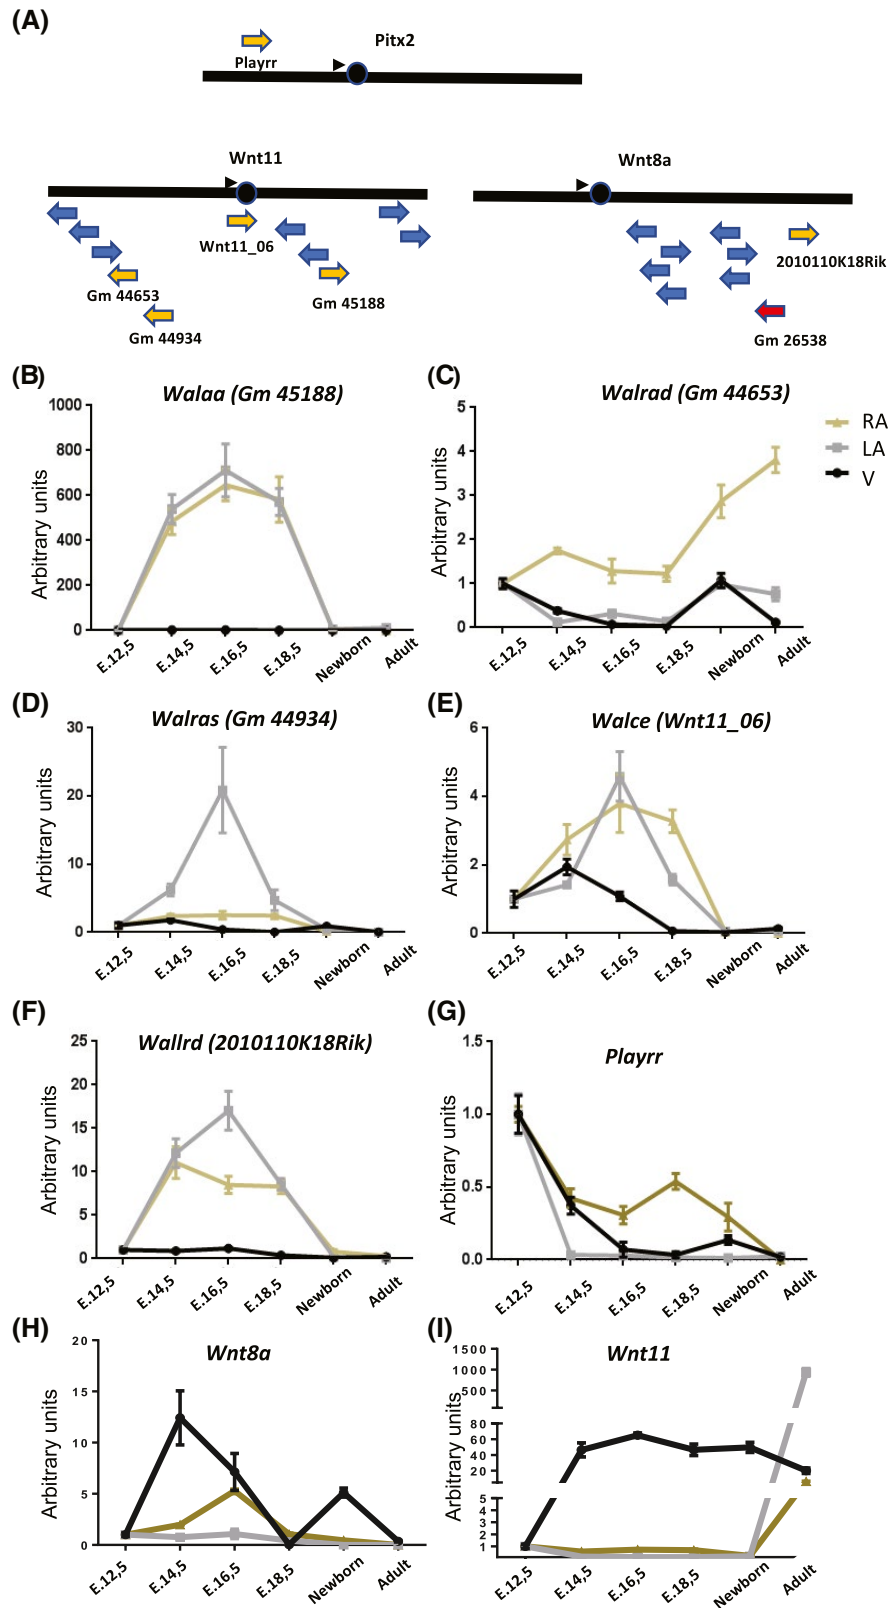 (A)
Pitx2
Playrr
Wnt11
Wnt8a
Wnt11_06
2010110K18Rik
Gm 44653
Gm 45188
Gm 44934
Gm 26538
(B)
Walaa (Gm 45188)
Arbitrary units
1000
800
600
400
200
0
E.12,5
E.14,5
E.16,5
E.18,5
Newborn
Adult
(C)
Walrad (Gm 44653)
Arbitrary units
5
4
3
2
1
0
E.12,5
E.14,5
E.16,5
E.18,5
Newborn
Adult
RA
LA
V
(D)
Walras (Gm 44934)
Arbitrary units
30
20
10
0
E.12,5
E.14,5
E.16,5
E.18,5
Newborn
Adult
(E)
Walce (Wnt11_06)
Arbitrary units
6
4
2
0
E.12,5
E.14,5
E.16,5
E.18,5
Newborn
Adult
(F)
Wallrd (2010110K18Rik)
Arbitrary units
25
20
15
10
5
0
E.12,5
E.14,5
E.16,5
E.18,5
Newborn
Adult
(G)
Playrr
Arbitrary units
1.5
1.0
0.5
0.0
E.12,5
E.14,5
E.16,5
E.18,5
Newborn
Adult
(H)
Wnt8a
Arbitrary units
20
15
10
5
0
E.12,5
E.14,5
E.16,5
E.18,5
Newborn
Adult
(I)
Wnt11
Arbitrary units
1500
1000
500
80
60
40
20
5
4
3
2
1
E.12,5
E.14,5
E.16,5
E.18,5
Newborn
Adult